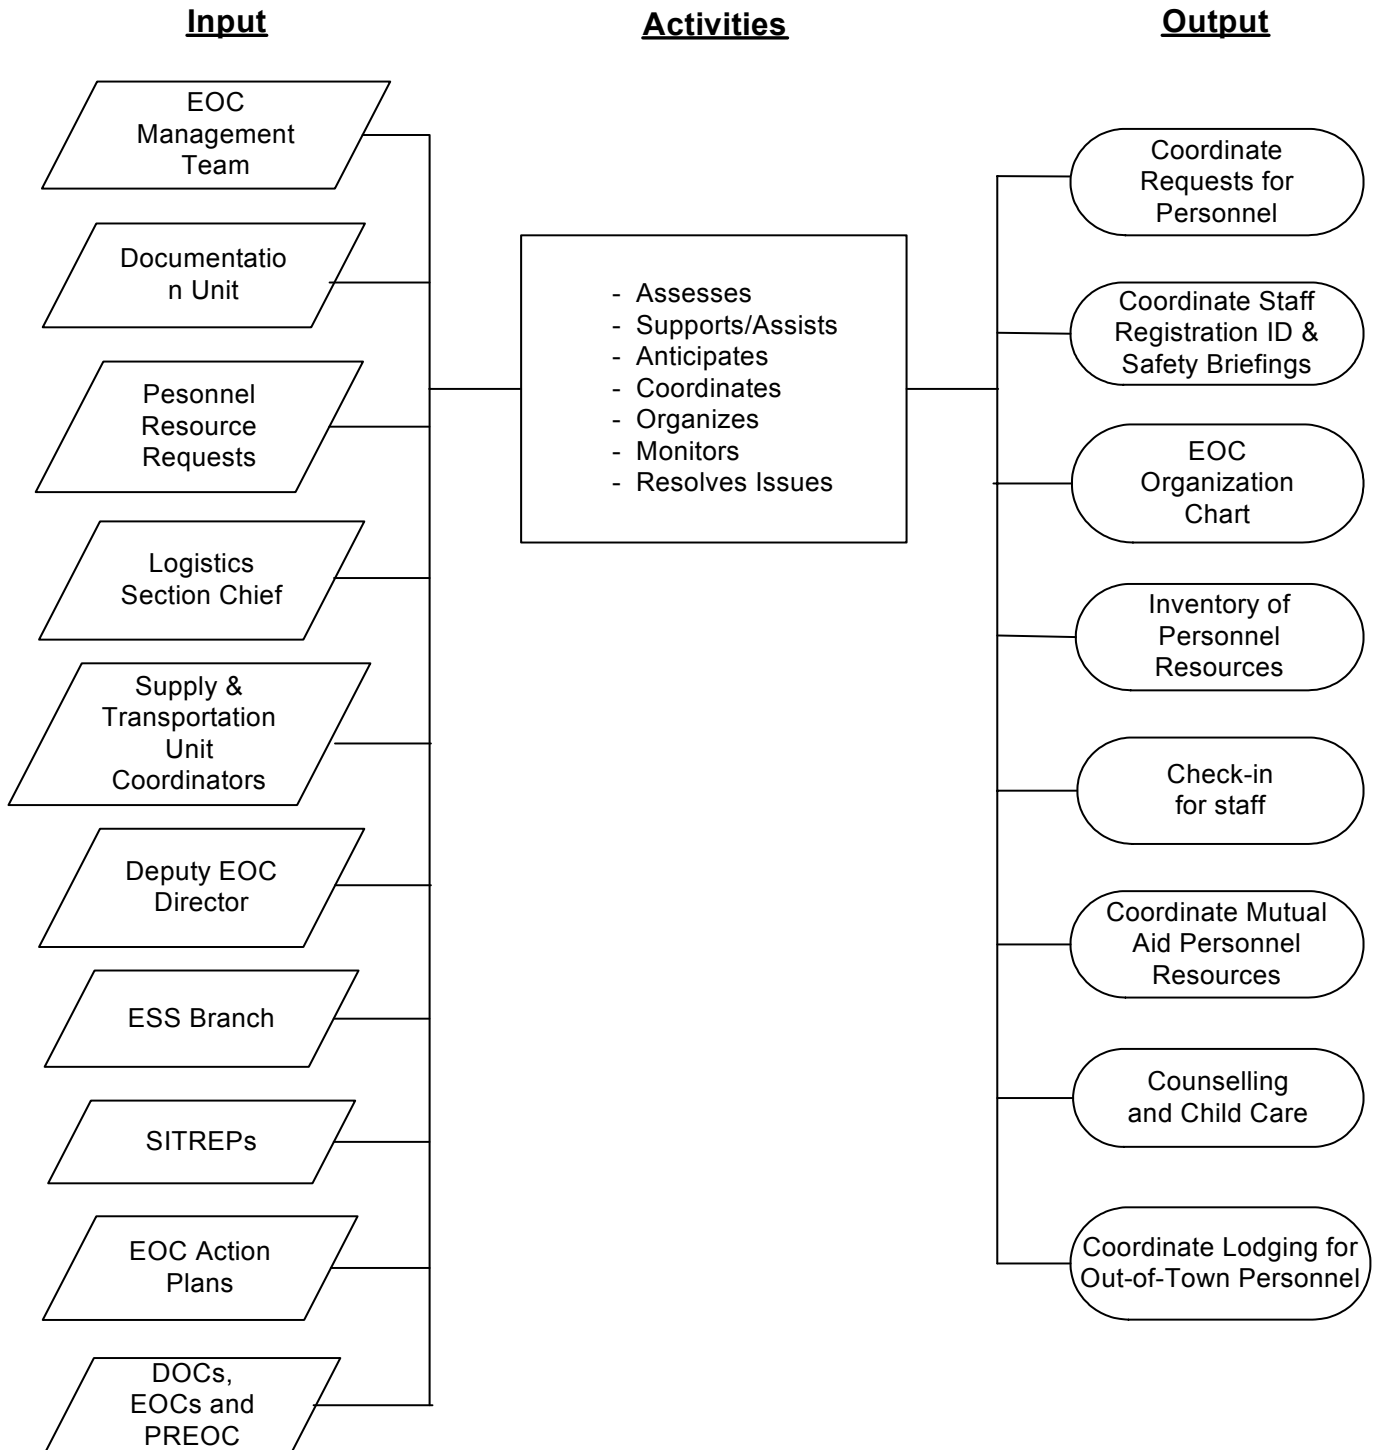 Input
Activities
Output
EOC
Management
Team
Documentatio
n Unit
Pesonnel
Resource
Requests
Logistics
Section Chief
Supply &
Transportation
Unit
Coordinators
Deputy EOC
Director
ESS Branch
SITREPs
EOC Action
Plans
DOCs,
EOCs and
PREOC
- Assesses
- Supports/Assists
- Anticipates
- Coordinates
- Organizes
- Monitors
- Resolves Issues
Coordinate
Requests for
Personnel
Coordinate Staff
Registration ID &
Safety Briefings
EOC
Organization
Chart
Inventory of
Personnel
Resources
Check-in
for staff
Coordinate Mutual
Aid Personnel
Resources
Counselling
and Child Care
Coordinate Lodging for
Out-of-Town Personnel